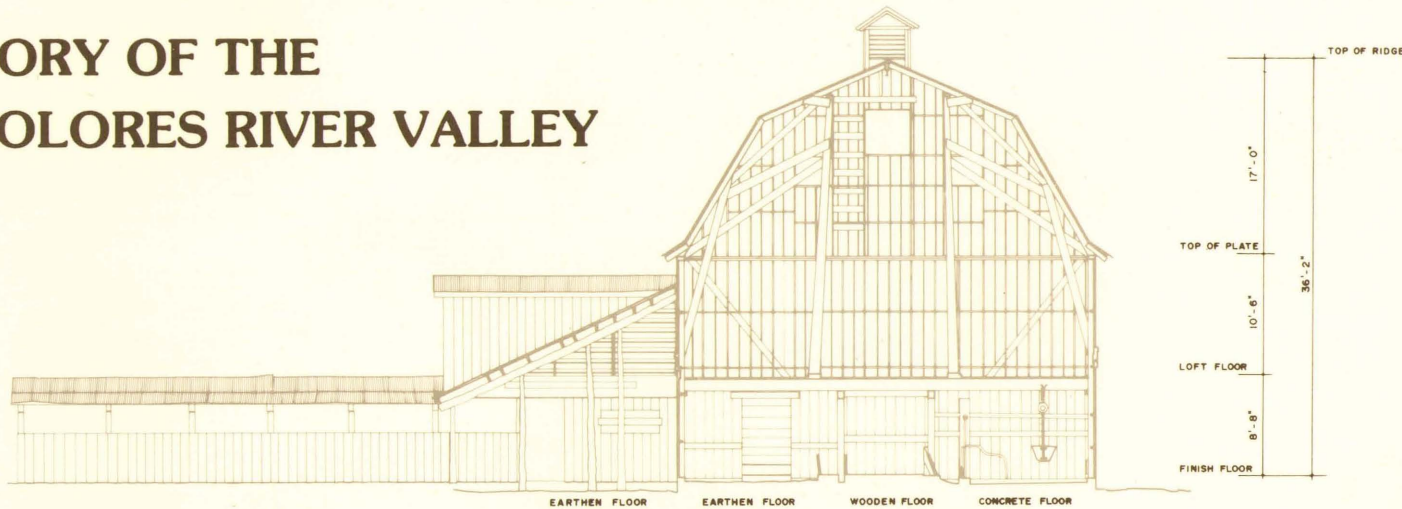 ORY OF THE
OLORES RIVER VALLEY
TOP OF RIDGE
17'-0"
TOP OF PLATE
36'-2"
10'-6"
LOFT FLOOR
8'-8"
FINISH FLOOR
EARTHEN FLOOR EARTHEN FLOOR WOODEN FLOOR CONCRETE FLOOR